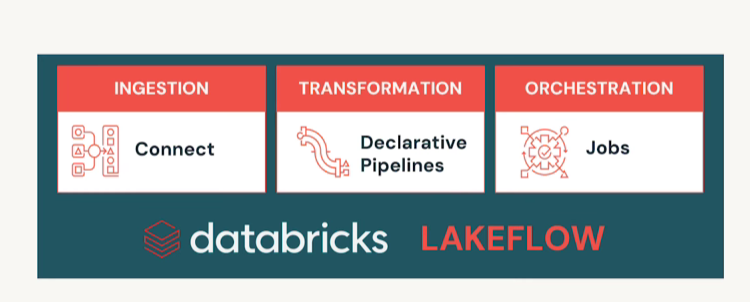 INGESTION
Connect
TRANSFORMATION
Declarative
Pipelines
ORCHESTRATION
Jobs
databricks LAKEFLOW